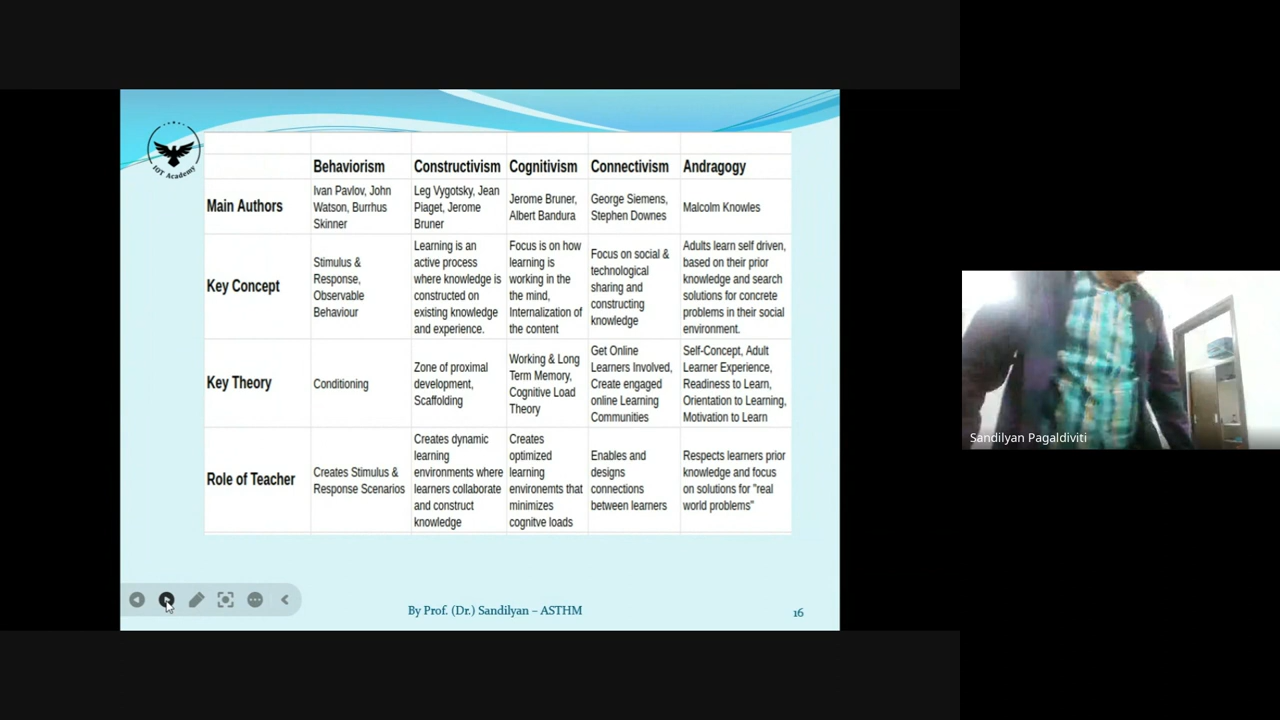 IOT Academy
Behaviorism Constructivism Cognitivism Connectivism Andragogy
Main Authors
Ivan Pavlov, John
Watson, Burrhus
Skinner
Leg Vygotsky, Jean
Piaget, Jerome
Bruner
Jerome Bruner,
Albert Bandura
George Siemens,
Stephen Downes
Malcolm Knowles
Key Concept
Stimulus &
Response,
Observable
Behaviour
Learning is an
active process
where knowledge is
constructed on
existing knowledge
and experience.
Focus is on how
learning is
working in the
the mind,
Internalization of
the content
Focus on social &
technological
sharing and
constructing
knowledge
Adults learn self driven,
based on their prior
knowledge and search
solutions for concrete
problems in their social
environment.
Key Theory
Conditioning
Zone of proximal
development,
Scaffolding
Working & Long
Term Memory,
Cognitive Load
Theory
Get Online
Learners Involved,
Create engaged
online Learning
Communities
Self-Concept, Adult
Learner Experience,
Readiness to Learn,
Orientation to Learning,
Motivation to Learn
Role of Teacher
Creates Stimulus &
Response Scenarios
Creates dynamic
learning
environments where
learners collaborate
and construct
knowledge
Creates
optimized
learning
environemts that
minimizes
cognitve loads
Enables and
designs
connections
between learners
Respects learners prior
knowledge and focus
on solutions for "real
world problems"
By Prof. (Dr.) Sandilyan – ASTHM
16
Sandilyan Pagaldiviti